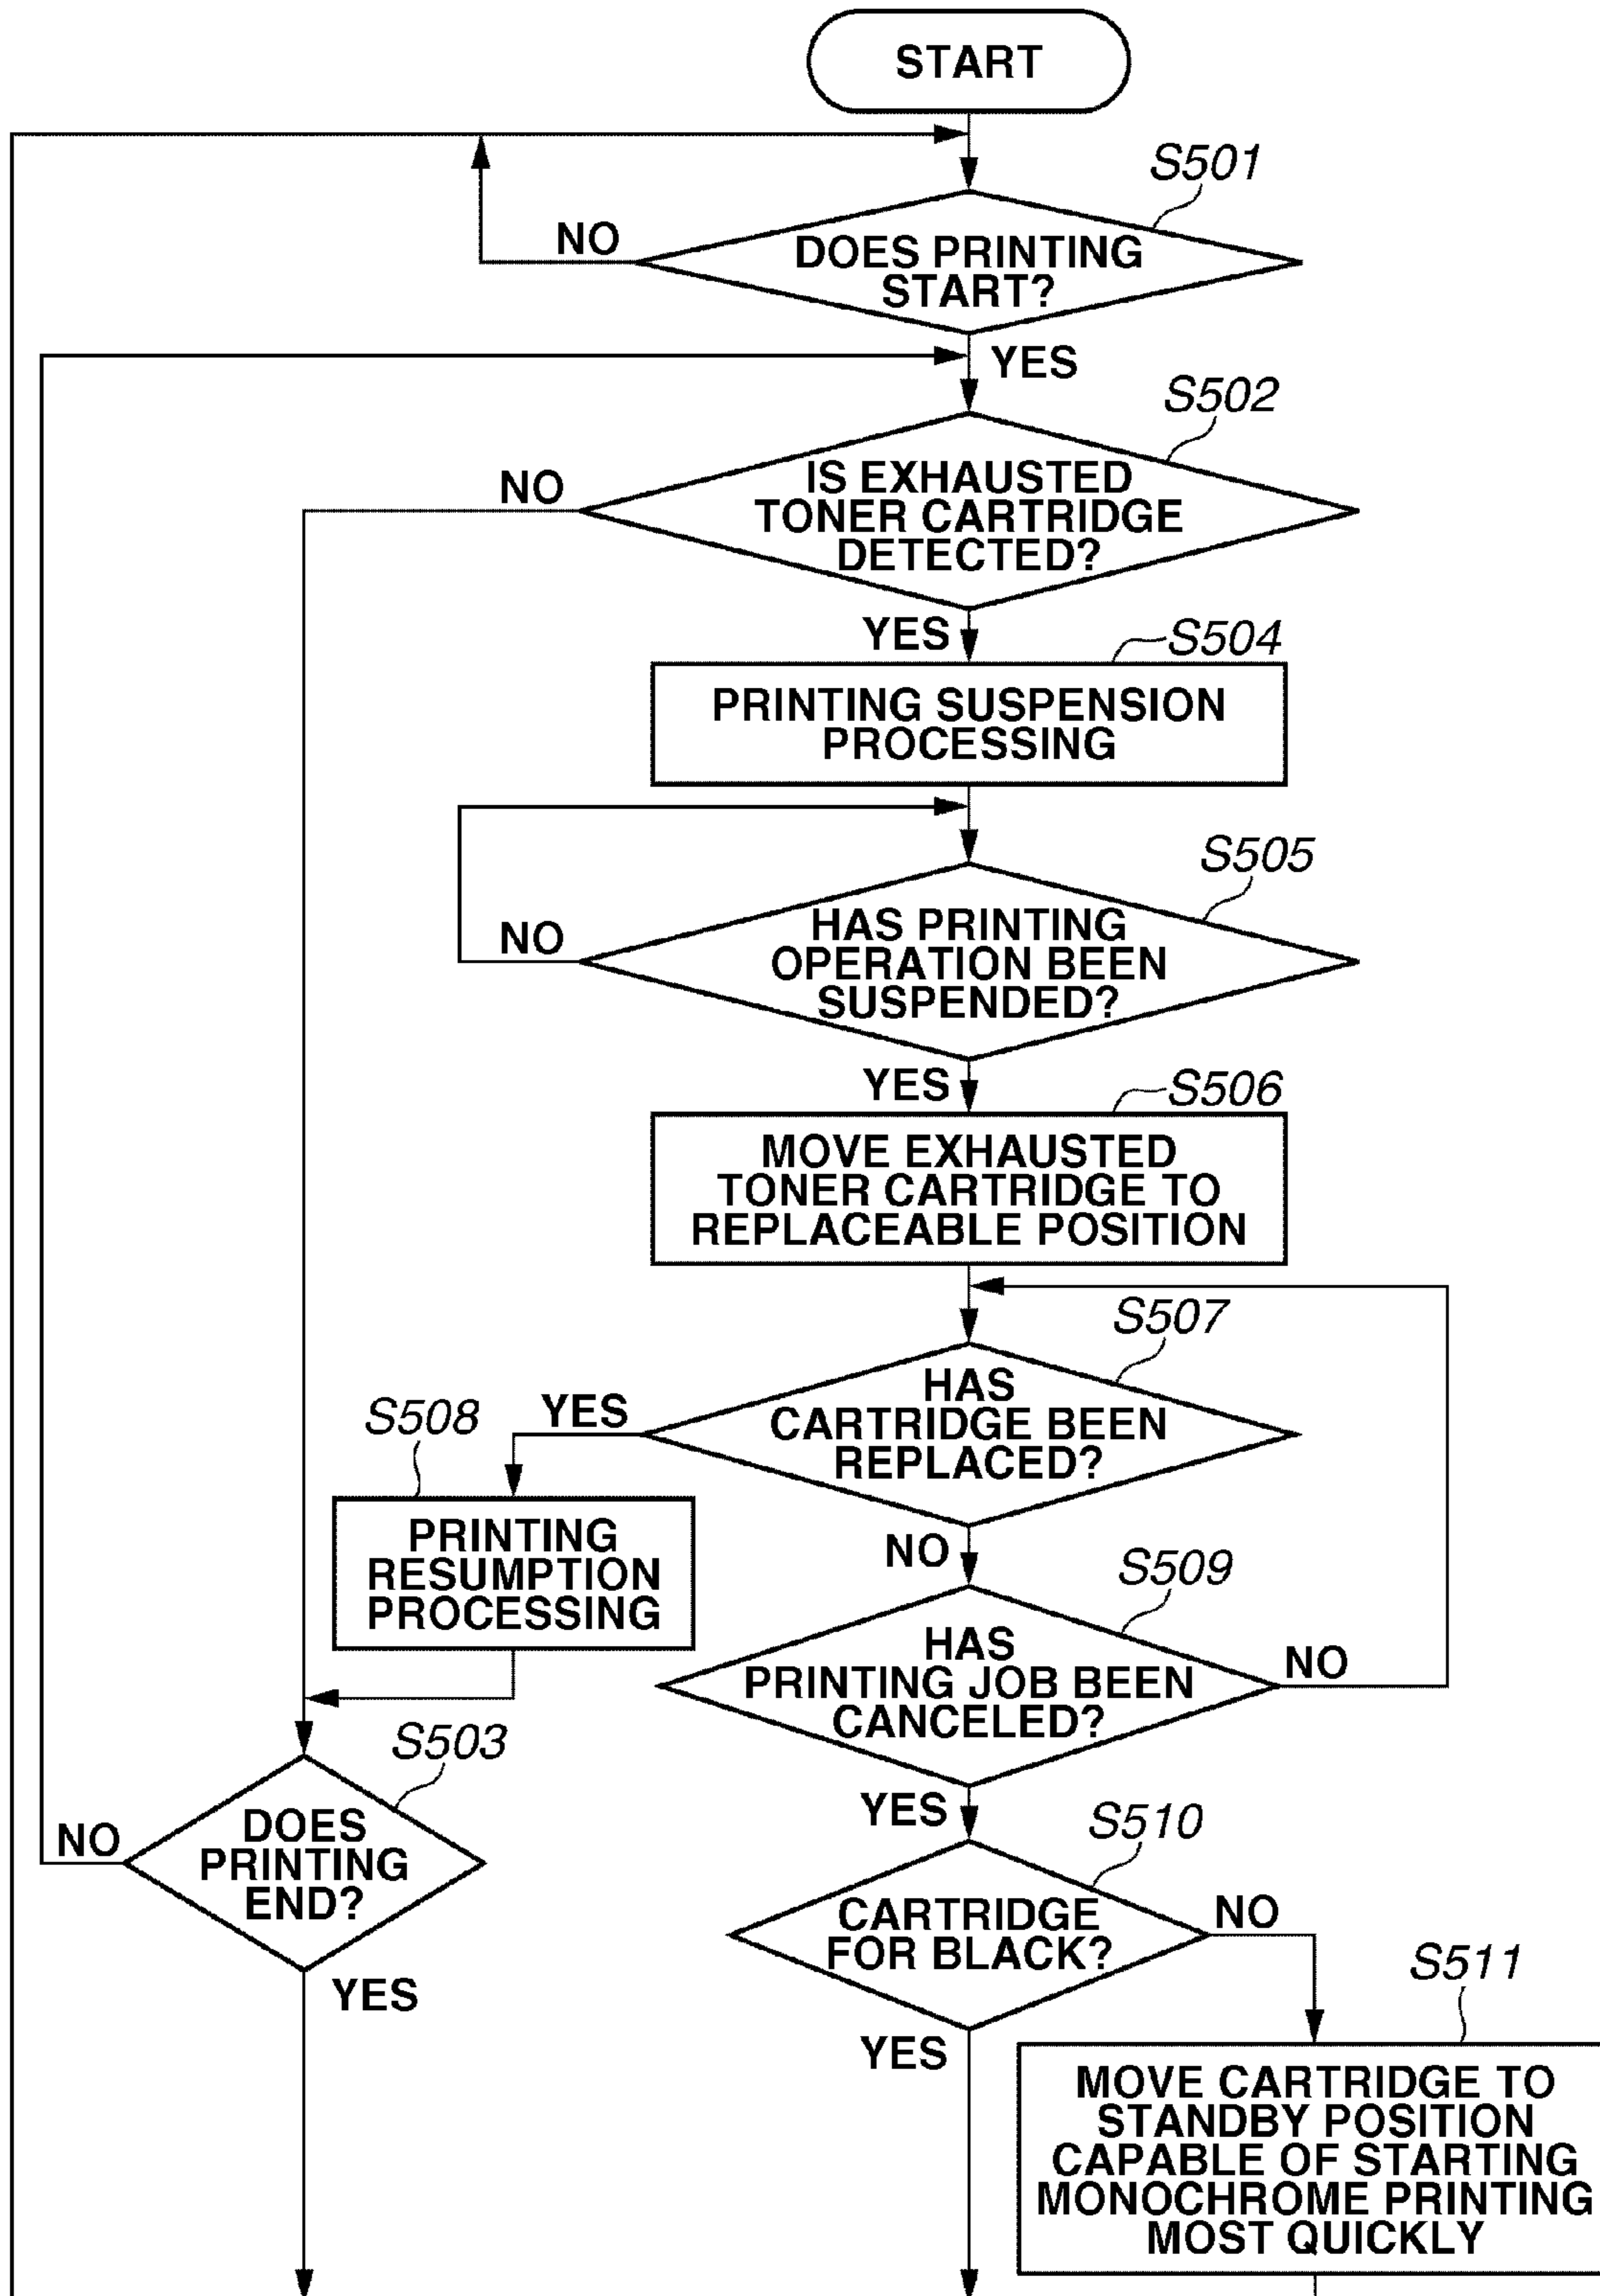 START
S501
NO
DOES PRINTING
START?
YES
S502
NO
IS EXHAUSTED
TONER CARTRIDGE
DETECTED?
YES
S504
PRINTING SUSPENSION
PROCESSING
S505
NO
HAS PRINTING
OPERATION BEEN
SUSPENDED?
YES
S506
MOVE EXHAUSTED
TONER CARTRIDGE TO
REPLACEABLE POSITION
S507
YES
HAS
CARTRIDGE BEEN
REPLACED?
S508
PRINTING
RESUMPTION
PROCESSING
NO
S509
HAS
PRINTING JOB BEEN
CANCELED?
NO
S503
NO
DOES
PRINTING
END?
YES
YES
S510
CARTRIDGE
FOR BLACK?
NO
YES
S511
MOVE CARTRIDGE TO
STANDBY POSITION
CAPABLE OF STARTING
MONOCHROME PRINTING
MOST QUICKLY